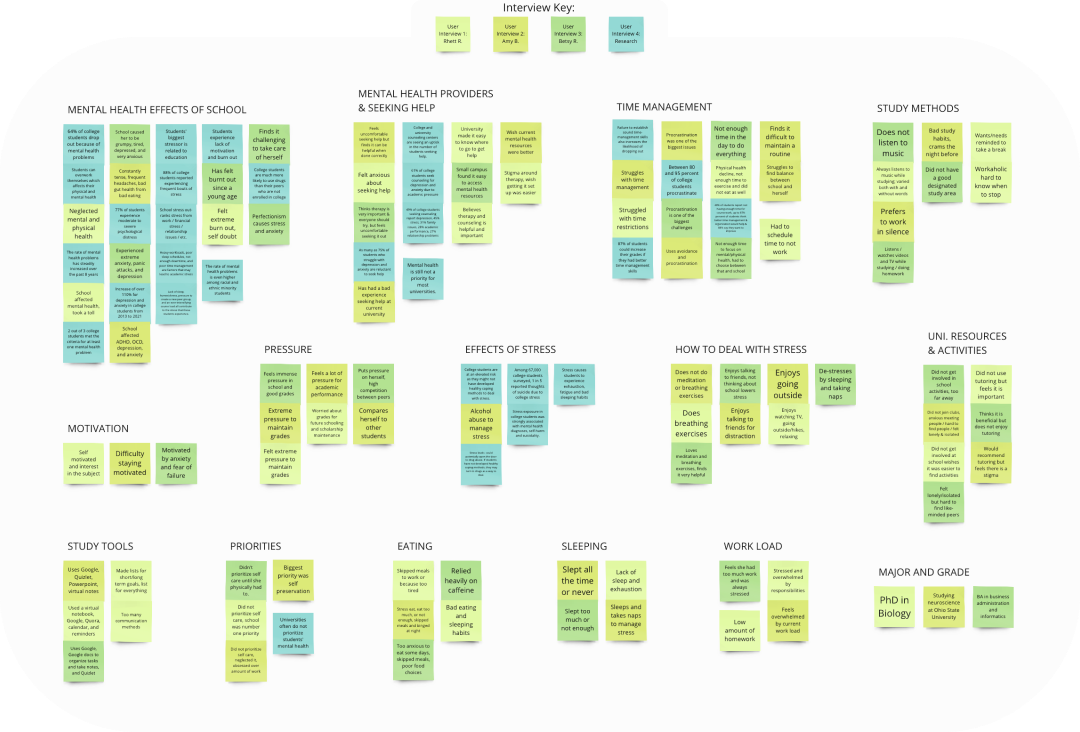 Interview Key:
User
Interview 1:
Rhett R.
User
Interview 2:
Amy B.
User
Interview 3:
Betsy R.
User
Interview 4:
Research
MENTAL HEALTH EFFECTS OF SCHOOL
64% of college
students drop
out because of
mental health
problems
School caused
her to be
grumpy, tired,
depressed, and
very anxious
Students'
biggest
stressor is
related to
education
Students
experience
lack of
motivation
and burn out
Finds it
challenging
to take care
of herself
Students can
overwork
themselves which
affects their
physical and
mental health
Constantly
tense, frequent
headaches, bad
gut health from
bad eating
88% of college
students reported
experiencing
frequent bouts of
stress
Has felt
burnt out
since a
young age
College students
are much more
likely to use drugs
than their peers
who are not
enrolled in college
Neglected
mental and
physical
health
77% of students
experience
moderate to
severe
psychological
distress
School stress out
ranks stress from
work / financial
stress /
relationship
issues / etc.
Felt
extreme
burn out,
self doubt
Perfectionism
causes stress
and anxiety
The rate of
mental health
problems has
steadily
increased over
the past 8 years
Experienced
extreme
anxiety, panic
attacks, and
depression
The rate of mental
health problems
is even higher
among racial and
ethnic minority
students
School
affected
mental health,
took a toll
Increase of over
110% for
depression and
anxiety in college
students from
2013 to 2021
2 out of 3 college
students met the
criteria for at
least one mental
health problem
School
affected
ADHD, OCD,
depression,
and anxiety
MENTAL HEALTH PROVIDERS
& SEEKING HELP
Feels
uncomfortable
seeking help but
finds it can be
helpful when
done correctly
College and
university
counseling centers
are seeing an uptick
in the number of
students seeking
help.
University
made it easy
to know where
to go to get
help
Wish current
mental health
resources
were better
Felt anxious
about seeking
help
Small campus
found it easy
to access
mental health
resources
Stigma around
therapy, wish
getting it set
up was easier
Thinks therapy is
very important &
everyone should
try, but feels
uncomfortable
seeking it out
Believes
therapy and
counseling is
helpful and
important
As many as 75% of
students who
struggle with
depression and
anxiety are reluctant
to seek help
Mental health
is still not a
priority for
most
universities.
Has had a bad
experience
seeking help at
current
university
TIME MANAGEMENT
Failure to establish
sound time
management skills
also increases the
likelihood of
dropping out
Procrastination
was one of the
biggest issues
Not enough
time in the
day to do
everything
Finds it
difficult to
maintain a
routine
Struggles
with time
management
Between 80
and 95 percent
of college
students
procrastinate
Physical health
decline, not
enough time to
exercise and did
not eat as well
Struggles to
find balance
between
school and
herself
Struggled
with time
restrictions
Procrastination
is one of the
biggest
challenges
Had to
schedule
time to not
work
87% of students
could increase
their grades if
they had better
time management
skills
Uses avoidance
and
procrastination
Not enough time
to focus on
mental/physical
health, had to
choose between
that and school
STUDY METHODS
Does not
listen to
music
Bad study
habits,
crams the
night before
Wants/needs
reminded to
take a break
Always listens to
music while
studying, varied
both with and
without words
Did not have
a good
designated
study area
Workaholic
hard to
know when
to stop
Prefers
to work
in silence
Listens /
watches videos
and TV while
studying / doing
homework
PRESSURE
Feels immense
pressure in
school and
good grades
Feels a lot of
pressure for
academic
performance
Puts
pressure on
herself, high
competition
between peers
Extreme
pressure to
maintain
grades
Worried about
grades for
future schooling
and scholarship
maintenance
Compares
herself to
other
students
Felt extreme
pressure to
maintain
grades
EFFECTS OF STRESS
College students are
at an elevated risk
as they might not
have developed
healthy coping
methods to deal
with stress
Among 67,000
college students
surveyed, 1 in 5
reported thoughts
of suicide due to
college stress
Stress causes
students to
experience
exhaustion,
fatigue and bad
sleeping habits
Alcohol
abuse to
manage
stress
Stress exposure in
college students was
strongly associated
with mental health
diagnoses, self-harm
and suicidality
HOW TO DEAL WITH STRESS
Does not do
meditation
or breathing
exercises
Enjoys talking
to friends, not
thinking about
school lowers
stress
Enjoys
going
outside
De-stresses
by sleeping
and taking
naps
Does
breathing
exercises
Enjoys
talking to
friends for
distraction
Enjoys
watching TV,
going
outside/hikes,
relaxing
Loves
meditation and
breathing
exercises, finds
it very helpful
UNI. RESOURCES
& ACTIVITIES
Did not get
involved in
school
activities, too
far away
Did not use
tutoring but
feels it is
important
Did not join clubs,
anxious meeting
people / hard to
find people / felt
lonely & isolated
Thinks it is
beneficial but
does not enjoy
tutoring
Did not get
involved at
school wishes
it was easier to
find activities
Would
recommend
tutoring but
feels there is a
stigma
Felt
lonely/isolated
but hard to
find like-
minded peers
MOTIVATION
Self
motivated
and interest
in the subject
Difficulty
staying
motivated
Motivated
by anxiety
and fear of
failure
STUDY TOOLS
Uses Google,
Quizlet,
Powerpoint,
virtual notes
Made lists for
short/long
term goals, list
for everything
Used a virtual
notebook,
Google, Quora,
calendar, and
reminders
Too many
communication
methods
Uses Google,
Google docs to
organize tasks
and take notes,
and Quizlet
PRIORITIES
Didn't
prioritize self
care until she
physically had
to.
Biggest
priority was
self
preservation
Did not
prioritize self
care, school
was number
one priority
Universities
often do not
prioritize
students'
mental health
Did not prioritize
self care,
neglected it,
obsessed over
amount of work
EATING
Skipped meals
to work or
because too
tired
Relied
heavily on
caffeine
Stress eat, eat too
much, or not
enough, skipped
meals and binged
at night
Bad eating
and
sleeping
habits
Too anxious to
eat some days,
skipped meals,
poor food
choices
SLEEPING
Slept all
the time
or never
Lack of
sleep and
exhaustion
Slept too
much or
not enough
Sleeps and
takes naps
to manage
stress
WORK LOAD
Feels she had
too much work
and was
always
stressed
Stressed and
overwhelmed
by
responsibilities
Low
amount of
homework
Feels
overwhelmed
by current
work load
MAJOR AND GRADE
PhD in
Biology
Studying
neuroscience
at Ohio State
University
BA in business
administration
and
informatics